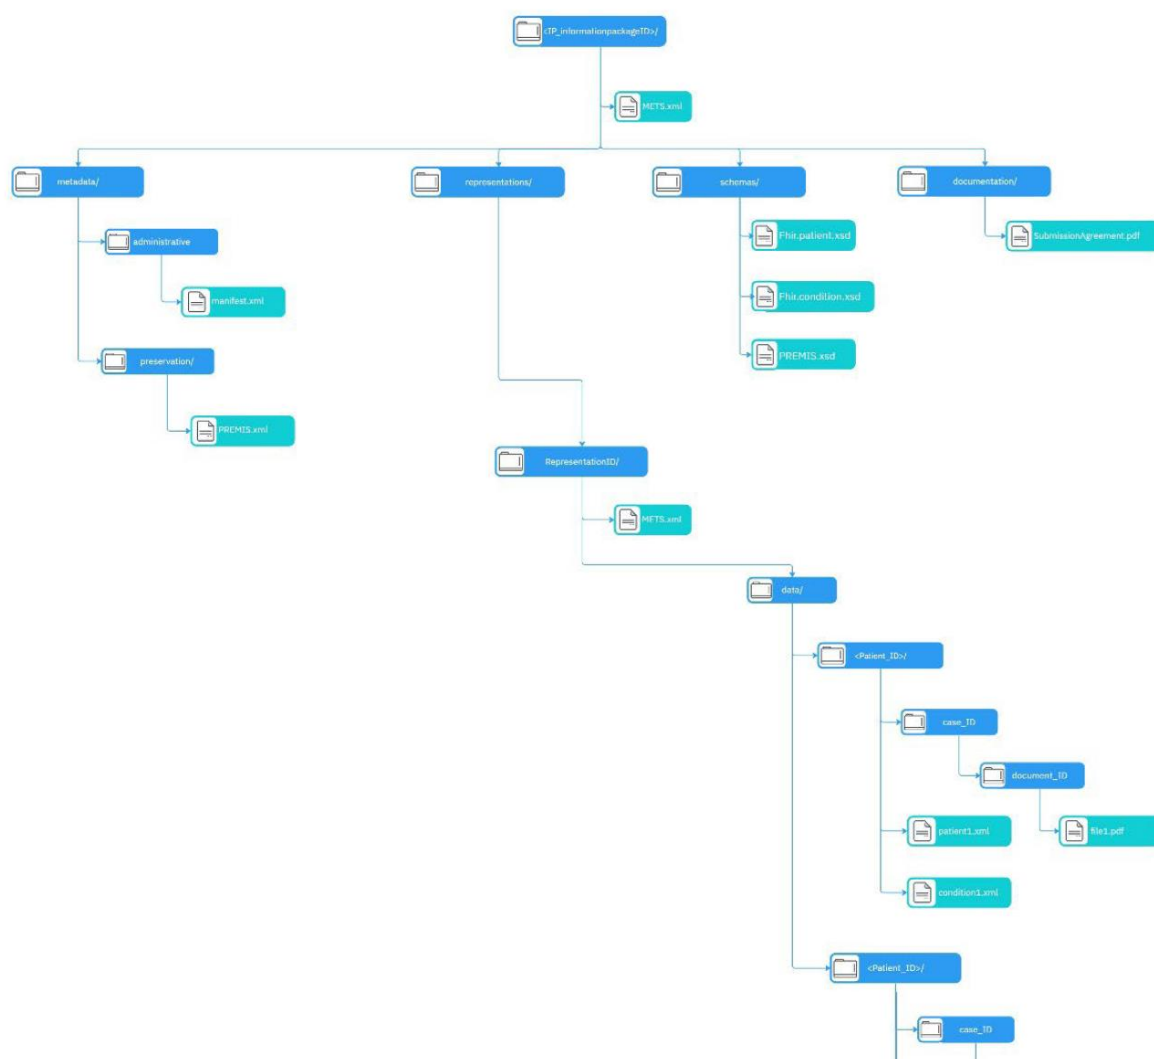 <IP_informationpackageID>/
METS.xml
metadata/
representations/
schemas/
documentation/
administrative
manifest.xml
preservation/
PREMIS.xml
Fhir.patient.xsd
Fhir.condition.xsd
PREMIS.xsd
SubmissionAgreement.pdf
RepresentationID/
METS.xml
data/
<Patient_ID>/
case_ID
document_ID
file1.pdf
patient1.xml
condition1.xml
<Patient_ID>/
case_ID